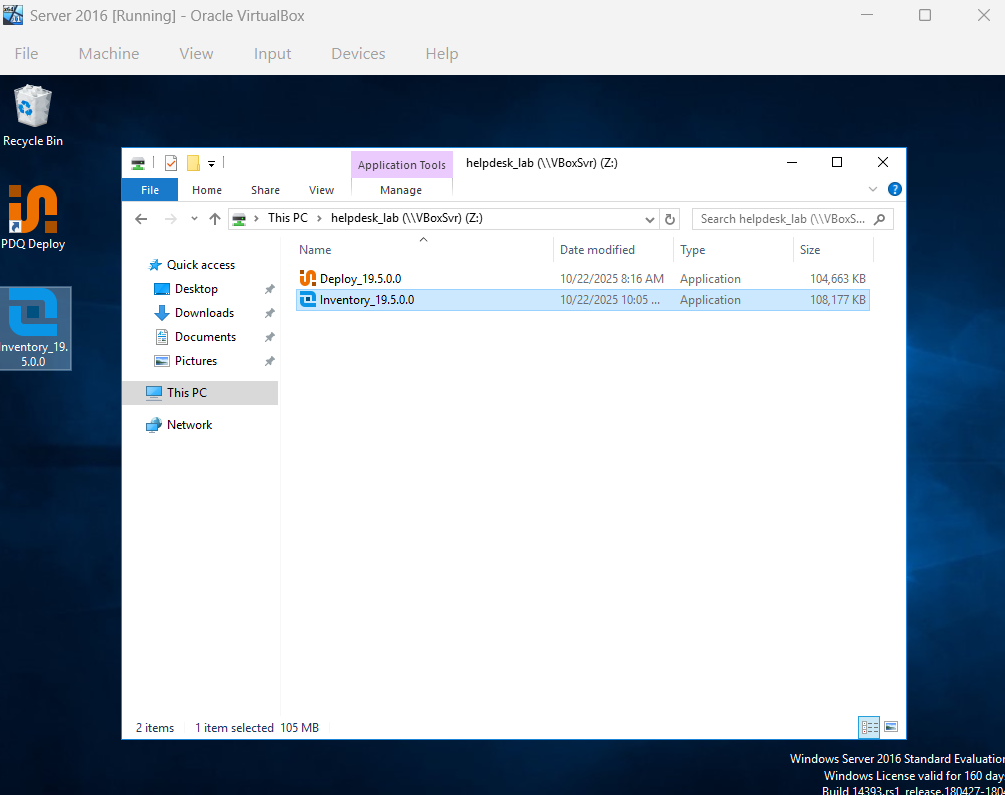 Server 2016 [Running] - Oracle VirtualBox
File Machine View Input Devices Help
Recycle Bin
PDQ Deploy
Inventory_19.
5.0.0
Application Tools helpdesk_lab (\\VBoxSvr) (Z:)
File Home Share View Manage
This PC helpdesk_lab (\\VBoxSvr) (Z:) Search helpdesk_lab (\\VBoxS...
Name Date modified Type Size
Quick access
Desktop
Downloads
Documents
Pictures
This PC
Network
Deploy_19.5.0.0 10/22/2025 8:16 AM Application 104,663 KB
Inventory_19.5.0.0 10/22/2025 10:05 ... Application 108,177 KB
2 items 1 item selected 105 MB
Windows Server 2016 Standard Evaluation
Windows License valid for 160 days
Build 14393.rs1_release.180427-180